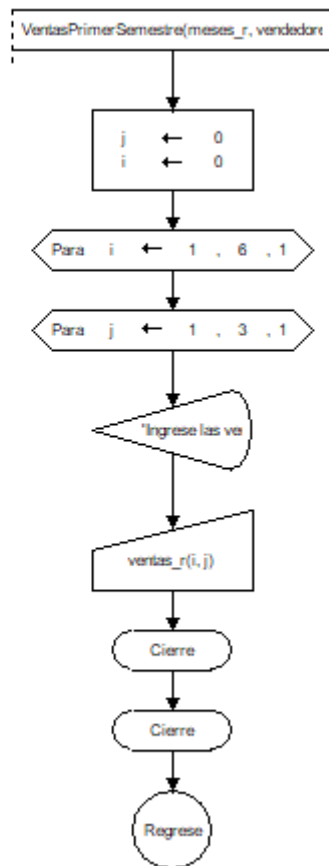 VentasPrimerSemestre(meses_r, vendedore
j ← 0
i ← 0
Para i ← 1 , 6 , 1
Para j ← 1 , 3 , 1
"Ingrese las ve
ventas_r(i, j)
Cierre
Cierre
Regrese